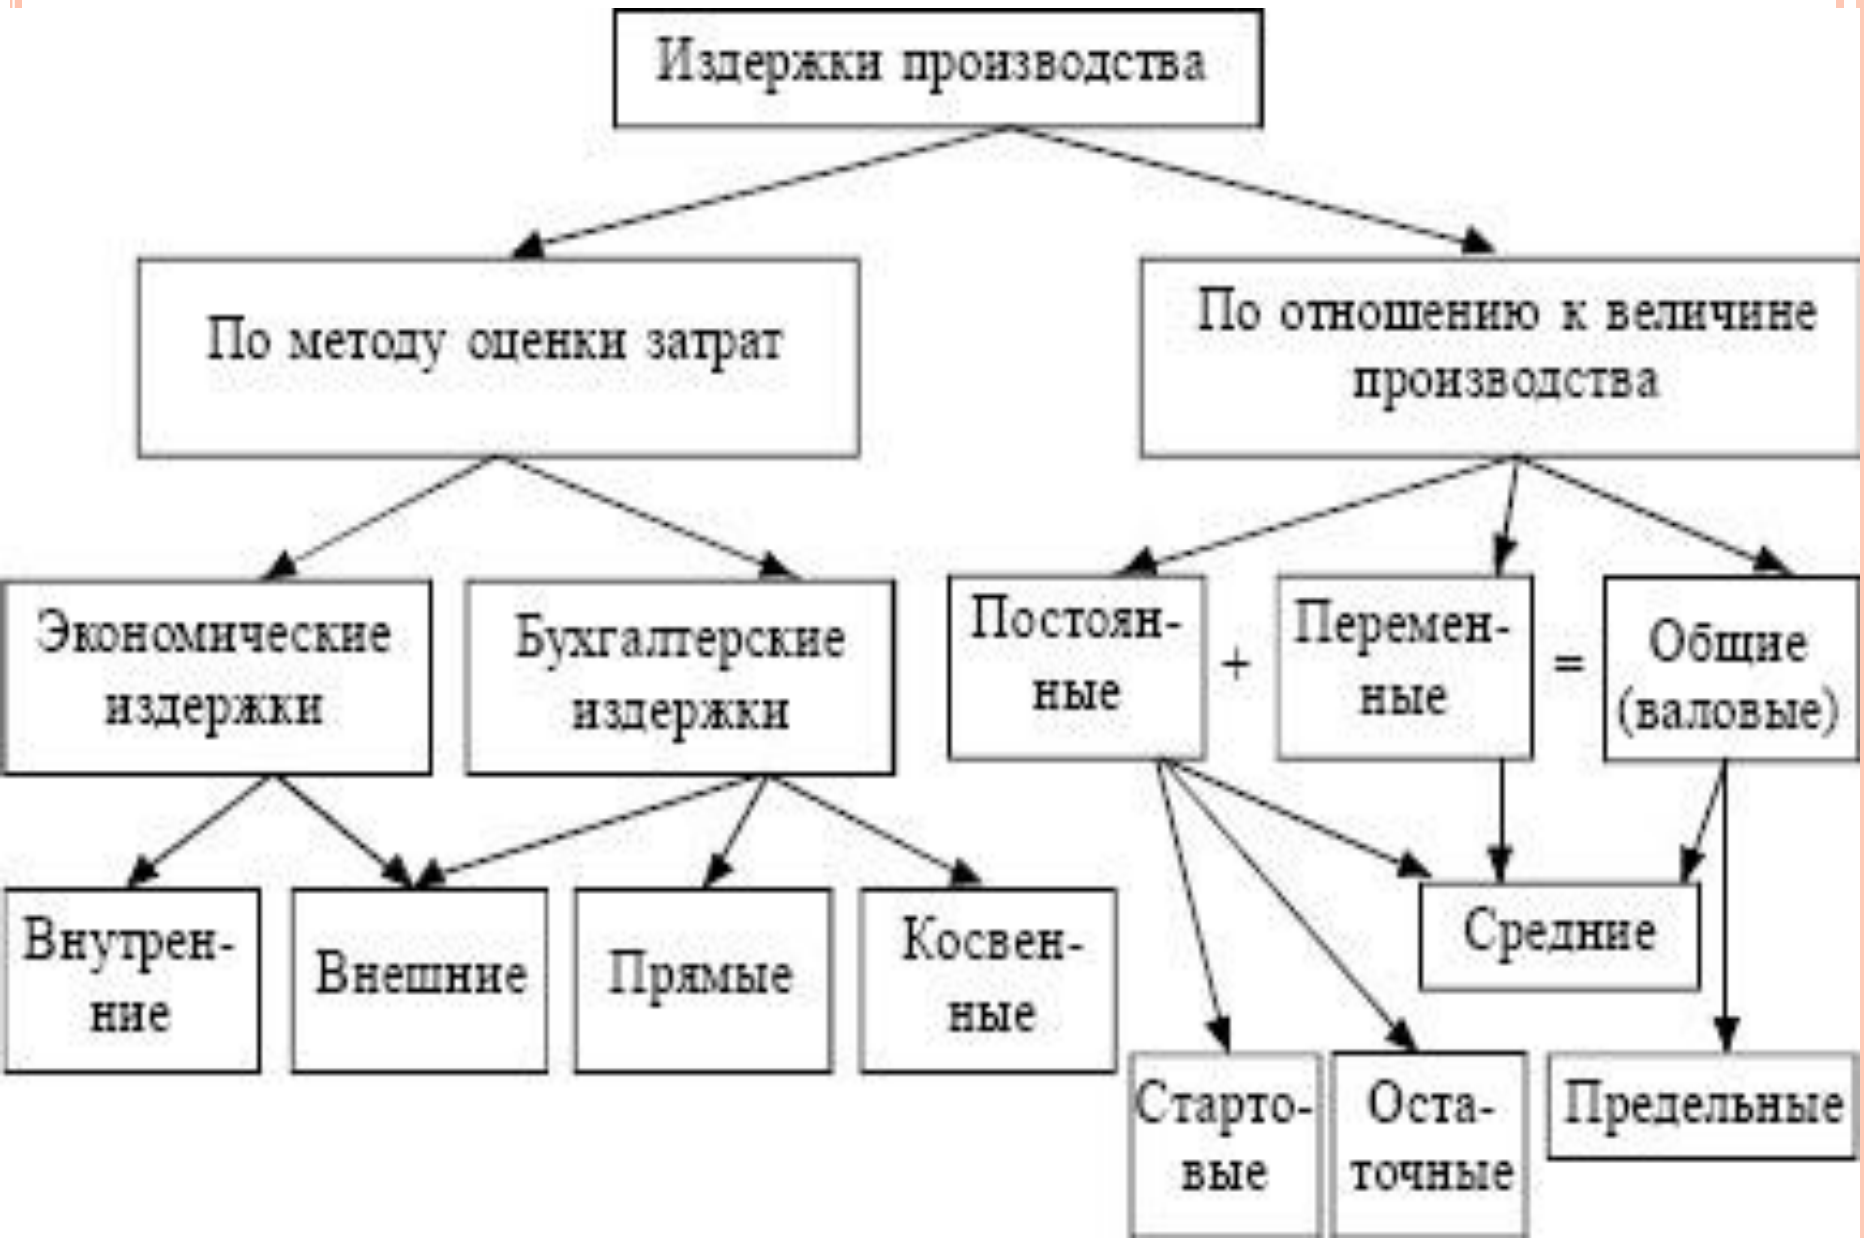 Издержки производства
По методу оценки затрат
По отношению к величине
производства
Экономические
издержки
Бухгалтерские
издержки
Постоян-
ные
+
Перемен-
ные
=
Общие
(валовые)
Внутрен-
ние
Внешние
Прямые
Косвен-
ные
Средние
Старто-
вые
Оста-
точные
Предельные